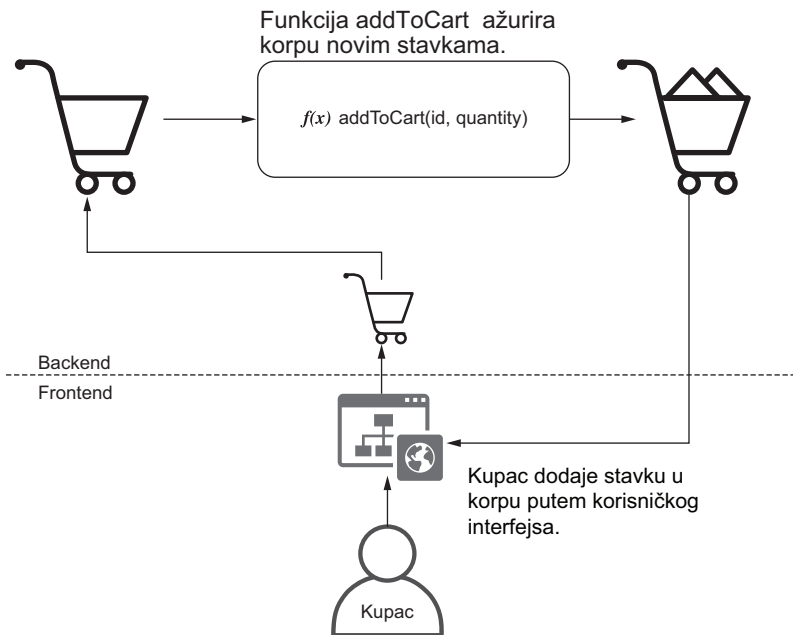 Funkcija addToCart ažurira
korpu novim stavkama.
f(x) addToCart(id, quantity)
Backend
Frontend
Kupac dodaje stavku u
korpu putem korisničkog
interfejsa.
Kupac